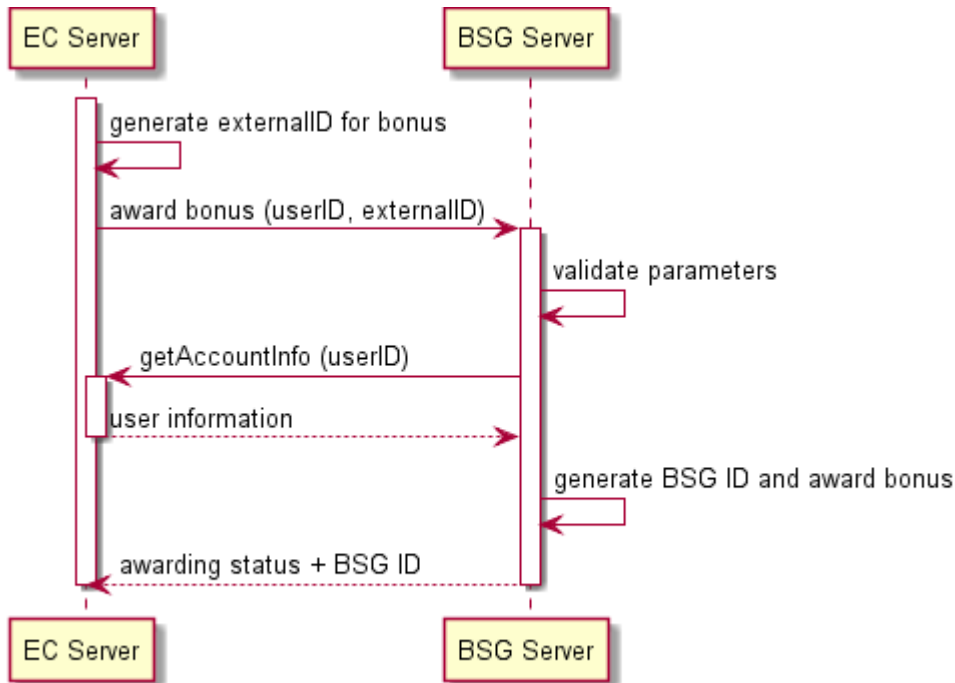 EC Server
BSG Server
generate externalID for bonus
award bonus (userID, externalID)
validate parameters
getAccountInfo (userID)
user information
generate BSG ID and award bonus
awarding status + BSG ID
EC Server
BSG Server